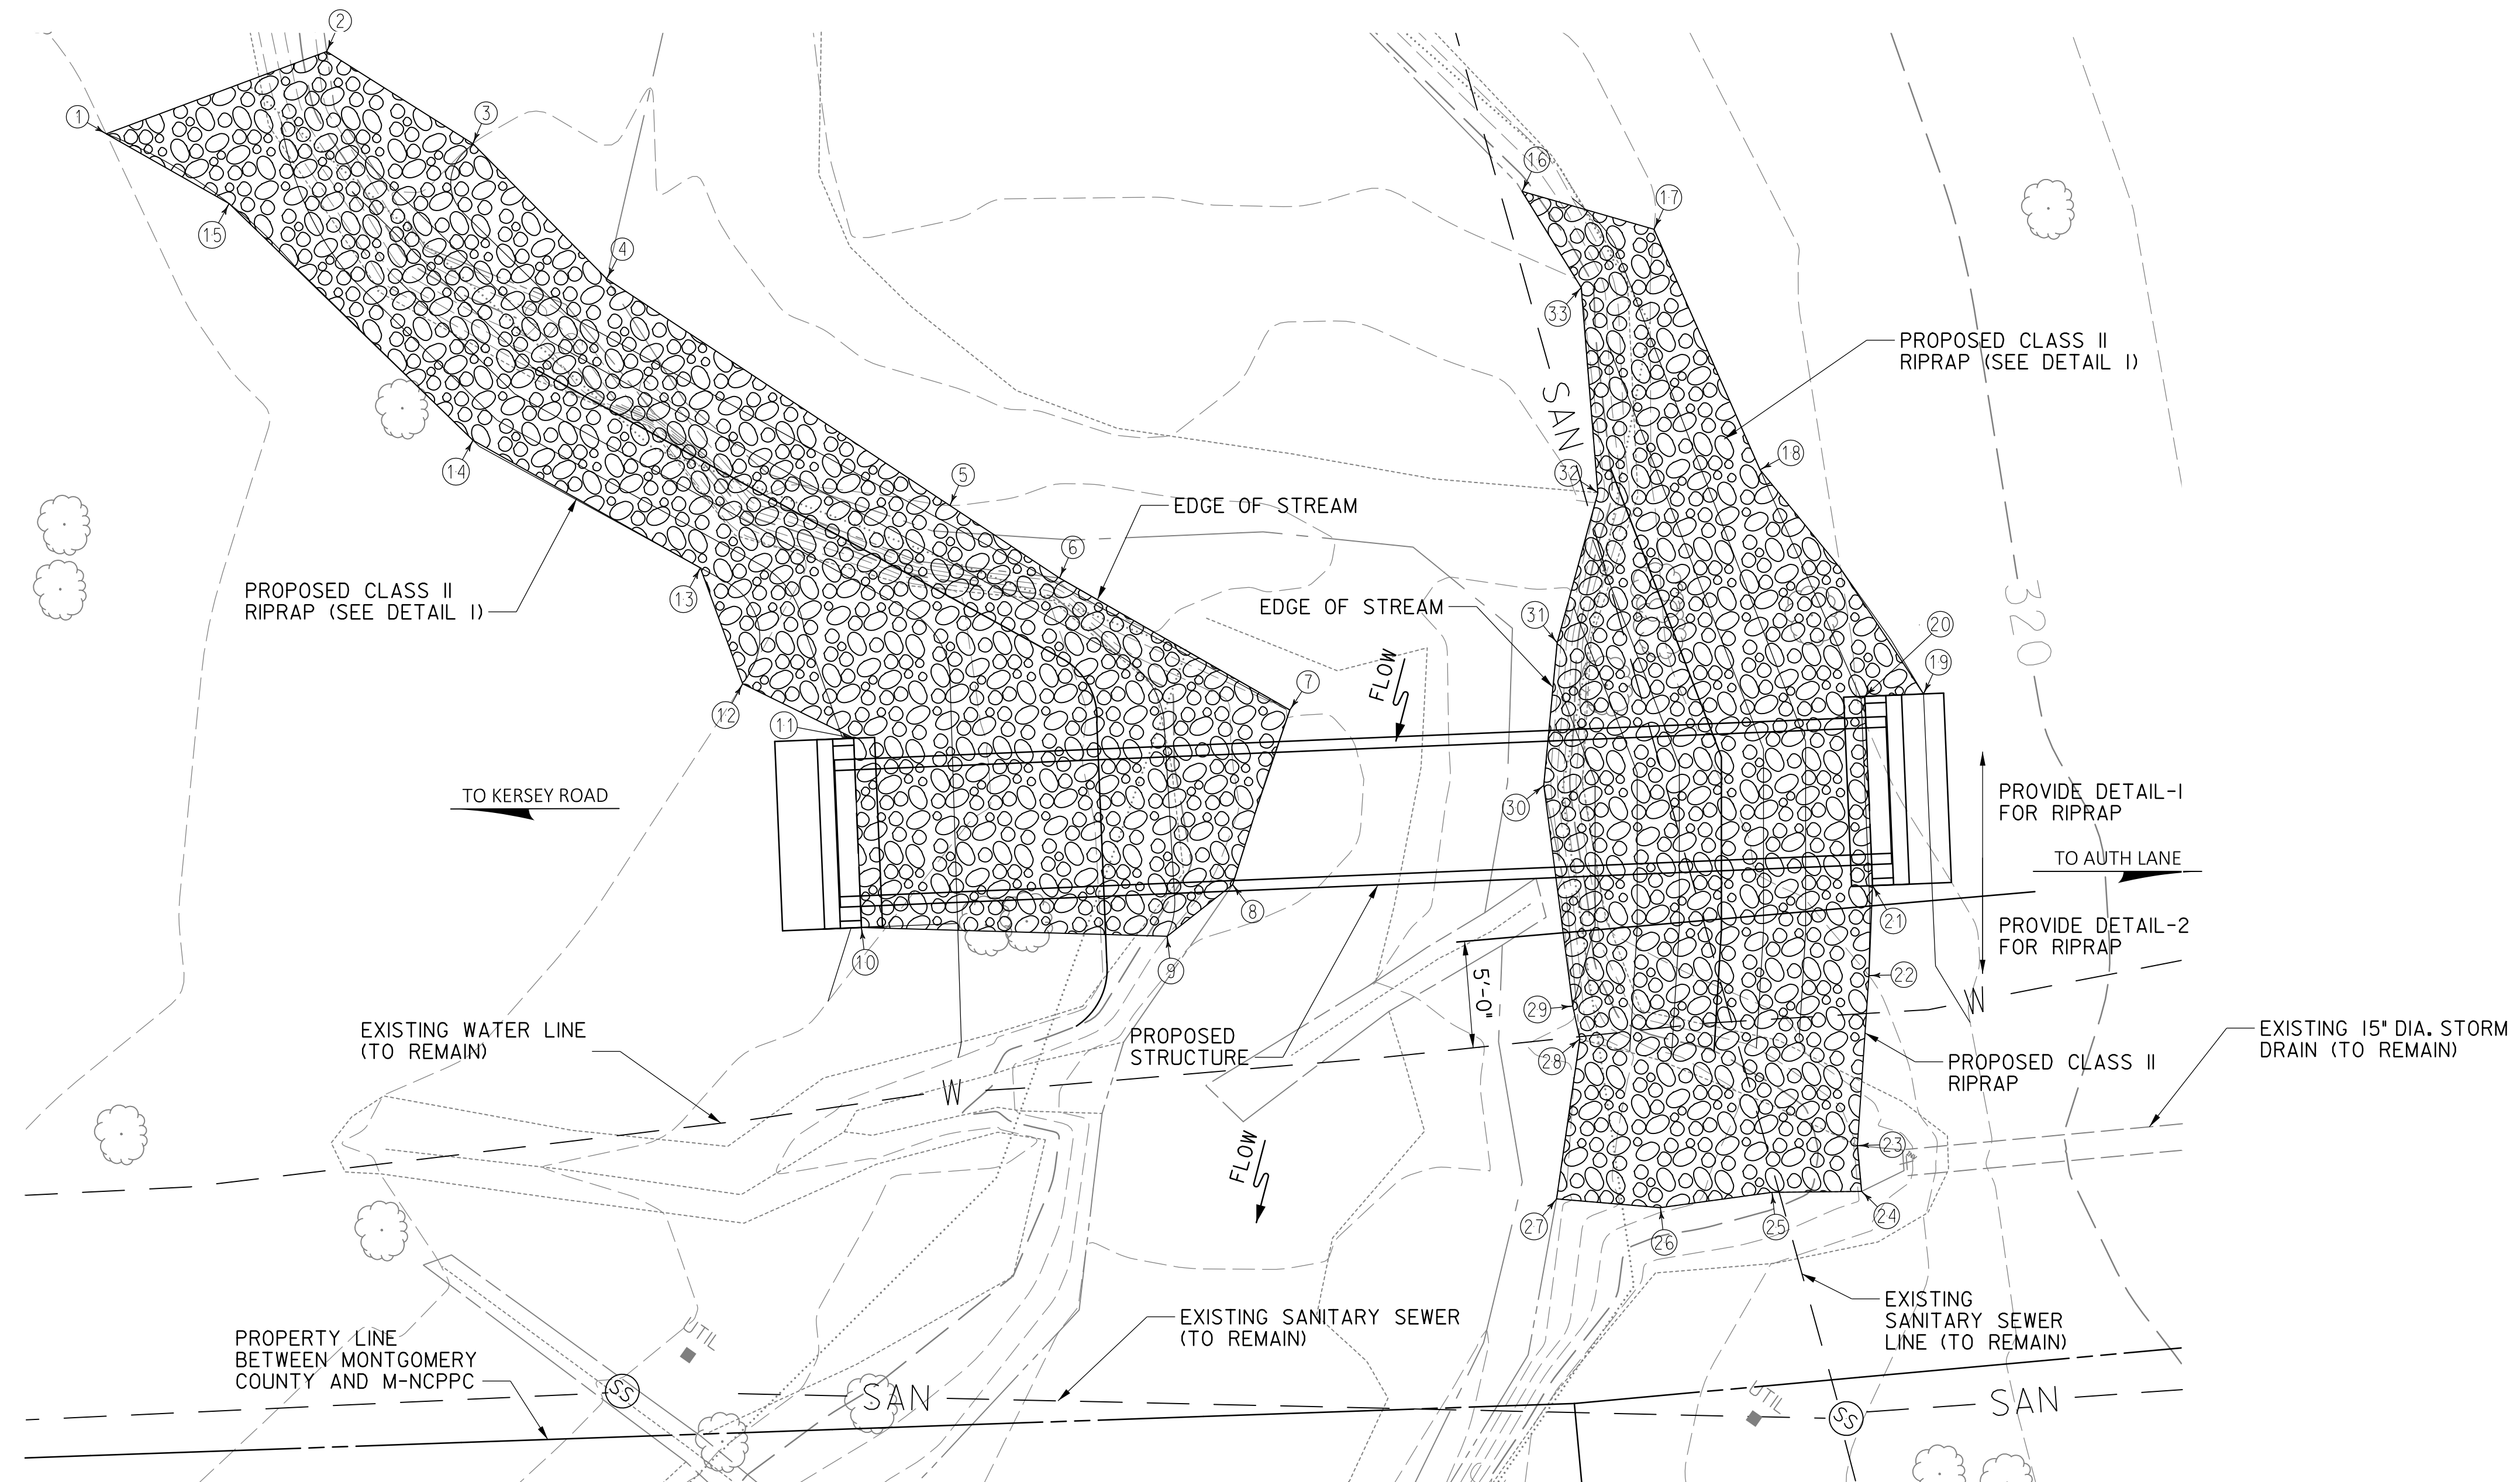 2
1
3
16
17
15
4
33
PROPOSED CLASS II
RIPRAP (SEE DETAIL 1)
SAN
14
5
18
32
EDGE OF STREAM
6
PROPOSED CLASS II
RIPRAP (SEE DETAIL 1)
13
EDGE OF STREAM
31
320
20
19
7
FLOW
12
11
TO KERSEY ROAD
30
PROVIDE DETAIL-1
FOR RIPRAP
TO AUTH LANE
8
21
PROVIDE DETAIL-2
FOR RIPRAP
10
9
22
5'-0"
29
W
EXISTING WATER LINE
(TO REMAIN)
PROPOSED
STRUCTURE
28
PROPOSED CLASS II
RIPRAP
EXISTING 15" DIA. STORM
DRAIN (TO REMAIN)
W
FLOW
23
27
26
25
24
EXISTING SANITARY SEWER
(TO REMAIN)
EXISTING
SANITARY SEWER
LINE (TO REMAIN)
UTIL
PROPERTY LINE
BETWEEN MONTGOMERY
COUNTY AND M-NCPPC
SS
SAN
UTIL
SS
SAN